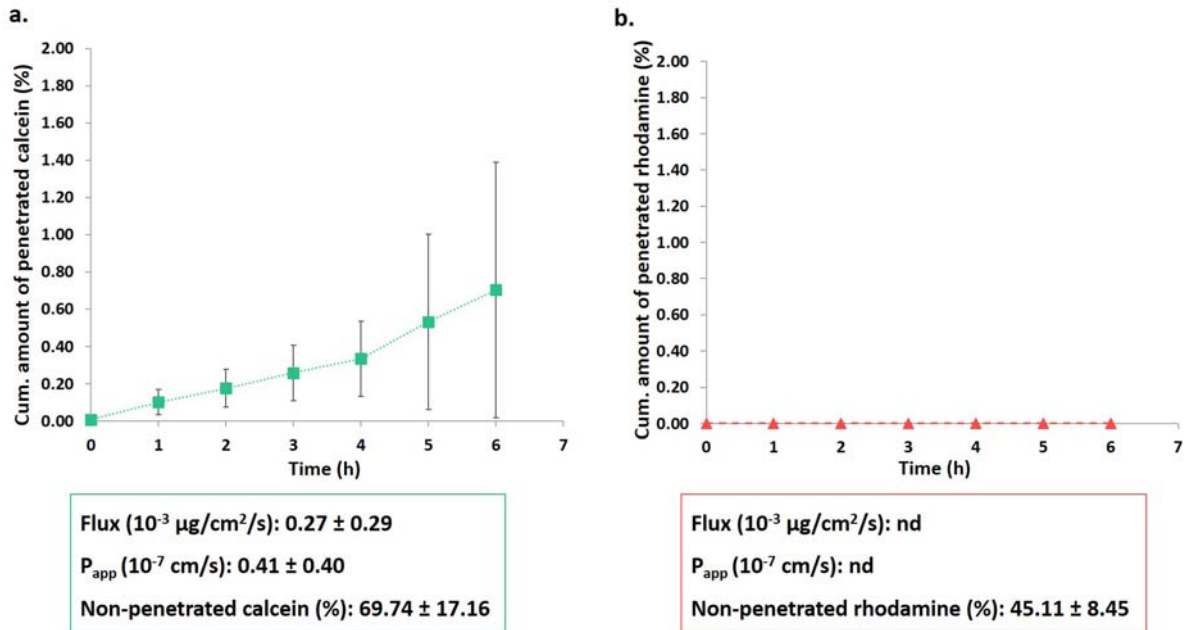 a.
Cum. amount of penetrated calcein (%)
2.00
1.80
1.60
1.40
1.20
1.00
0.80
0.60
0.40
0.20
0.00
0 1 2 3 4 5 6 7
Time (h)
Flux (10⁻³ µg/cm²/s): 0.27 ± 0.29
Pₐₚₚ (10⁻⁷ cm/s): 0.41 ± 0.40
Non-penetrated calcein (%): 69.74 ± 17.16
b.
Cum. amount of penetrated rhodamine (%)
2.00
1.80
1.60
1.40
1.20
1.00
0.80
0.60
0.40
0.20
0.00
0 1 2 3 4 5 6 7
Time (h)
Flux (10⁻³ µg/cm²/s): nd
Pₐₚₚ (10⁻⁷ cm/s): nd
Non-penetrated rhodamine (%): 45.11 ± 8.45